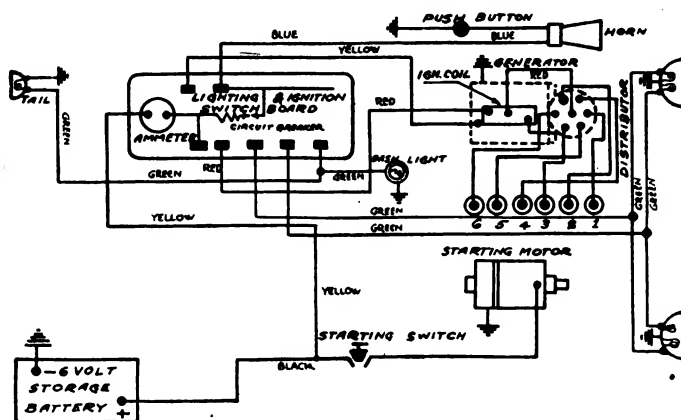 PUSH BUTTON
BLUE
BLUE
HORN
YELLOW
GENERATOR
IGN. COIL
RED
TAIL
LIGHTING & IGNITION
SWITCH BOARD
RED
AMMETER
CIRCUIT BREAKER
DISTRIBUTOR
GREEN
RED
GREEN
GREEN
DASH LIGHT
GREEN
GREEN
6 5 4 3 2 1
YELLOW
GREEN
GREEN
STARTING MOTOR
YELLOW
STARTING SWITCH
BLACK
- 6 VOLT
STORAGE
BATTERY +